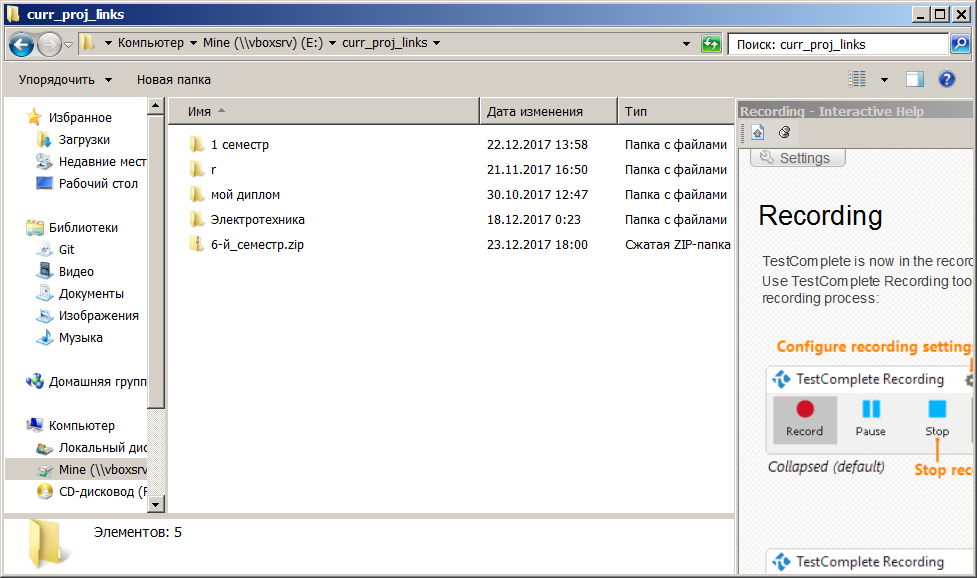 curr_proj_links
Компьютер Mine (\\vboxsrv) (E:) curr_proj_links
Поиск: curr_proj_links
Упорядочить Новая папка
Избранное
Загрузки
Недавние мест
Рабочий стол
Библиотеки
Git
Видео
Документы
Изображения
Музыка
Домашняя групп
Компьютер
Локальный дис
Mine (\\vboxsrv
CD-дисковод (F
Имя Дата изменения Тип
1 семестр 22.12.2017 13:58 Папка с файлами
r 21.11.2017 16:50 Папка с файлами
мой диплом 30.10.2017 12:47 Папка с файлами
Электротехника 18.12.2017 0:23 Папка с файлами
6-й_семестр.zip 23.12.2017 18:00 Сжатая ZIP-папка
Recording - Interactive Help
Settings
Recording
TestComplete is now in the recor
Use TestComplete Recording too
recording process:
Configure recording setting
TestComplete Recording
Record Pause Stop
Collapsed (default)
Stop rec
TestComplete Recording
Элементов: 5